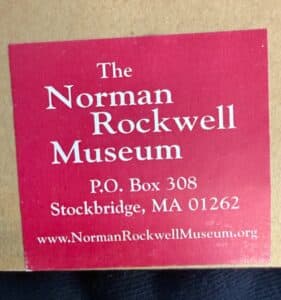 The
Norman
Rockwell
Museum
P.O. Box 308
Stockbridge, MA 01262
www.NormanRockwellMuseum.org